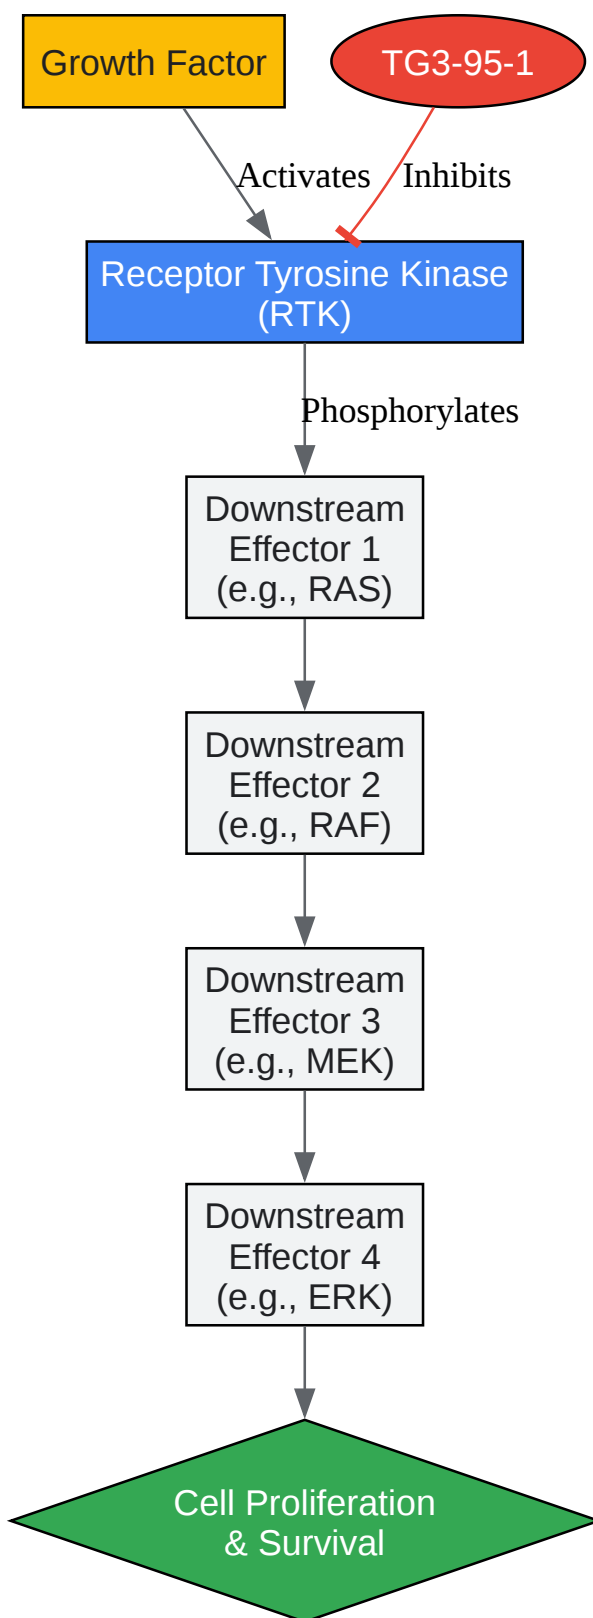 Growth Factor
TG3-95-1
Activates
Inhibits
Receptor Tyrosine Kinase
(RTK)
Phosphorylates
Downstream
Effector 1
(e.g., RAS)
Downstream
Effector 2
(e.g., RAF)
Downstream
Effector 3
(e.g., MEK)
Downstream
Effector 4
(e.g., ERK)
Cell Proliferation
& Survival